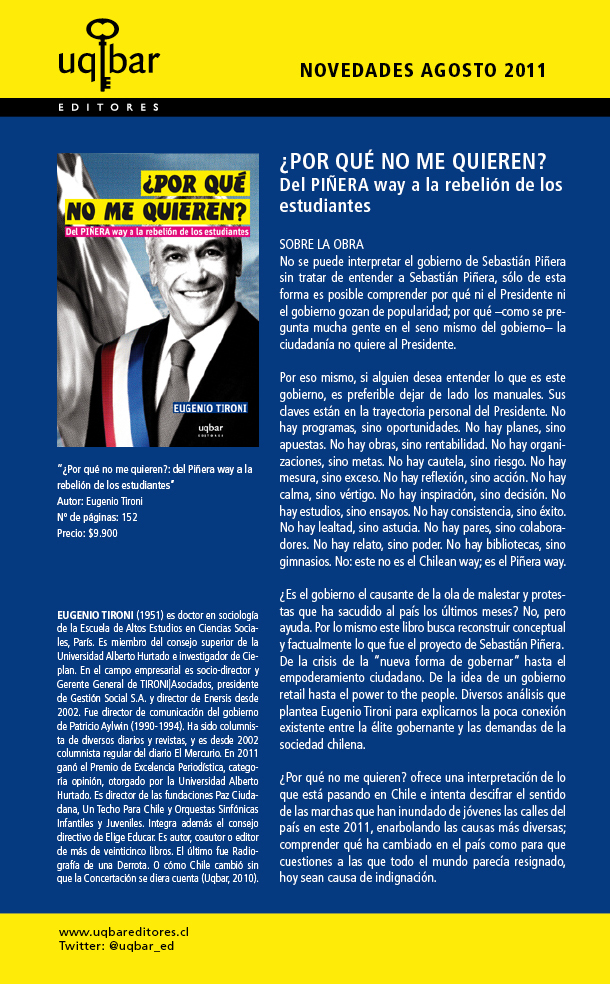 uqbar
EDITORES
NOVEDADES AGOSTO 2011
¿POR QUÉ
NO ME QUIEREN?
Del PIÑERA way a la rebelión de los estudiantes
EUGENIO TIRONI
uqbar
EDITORES
"¿Por qué no me quieren?: del Piñera way a la
rebelión de los estudiantes"
Autor: Eugenio Tironi
Nº de páginas: 152
Precio: $9.900
EUGENIO TIRONI (1951) es doctor en sociología
de la Escuela de Altos Estudios en Ciencias Socia-
les, París. Es miembro del consejo superior de la
Universidad Alberto Hurtado e investigador de Cie-
plan. En el campo empresarial es socio-director y
Gerente General de TIRONI|Asociados, presidente
de Gestión Social S.A. y director de Enersis desde
2002. Fue director de comunicación del gobierno
de Patricio Aylwin (1990-1994). Ha sido columnis-
ta de diversos diarios y revistas, y es desde 2002
columnista regular del diario El Mercurio. En 2011
ganó el Premio de Excelencia Periodística, catego-
ría opinión, otorgado por la Universidad Alberto
Hurtado. Es director de las fundaciones Paz Ciuda-
dana, Un Techo Para Chile y Orquestas Sinfónicas
Infantiles y Juveniles. Integra además el consejo
directivo de Elige Educar. Es autor, coautor o editor
de más de veinticinco libros. El último fue Radio-
grafía de una Derrota. O cómo Chile cambió sin
que la Concertación se diera cuenta (Uqbar, 2010).
¿POR QUÉ NO ME QUIEREN?
Del PIÑERA way a la rebelión de los
estudiantes
SOBRE LA OBRA
No se puede interpretar el gobierno de Sebastián Piñera
sin tratar de entender a Sebastián Piñera, sólo de esta
forma es posible comprender por qué ni el Presidente ni
el gobierno gozan de popularidad; por qué –como se pre-
gunta mucha gente en el seno mismo del gobierno– la
ciudadanía no quiere al Presidente.
Por eso mismo, si alguien desea entender lo que es este
gobierno, es preferible dejar de lado los manuales. Sus
claves están en la trayectoria personal del Presidente. No
hay programas, sino oportunidades. No hay planes, sino
apuestas. No hay obras, sino rentabilidad. No hay organi-
zaciones, sino metas. No hay cautela, sino riesgo. No hay
mesura, sino exceso. No hay reflexión, sino acción. No hay
calma, sino vértigo. No hay inspiración, sino decisión. No
hay estudios, sino ensayos. No hay consistencia, sino éxito.
No hay lealtad, sino astucia. No hay pares, sino colabora-
dores. No hay relato, sino poder. No hay bibliotecas, sino
gimnasios. No: este no es el Chilean way; es el Piñera way.
¿Es el gobierno el causante de la ola de malestar y protes-
tas que ha sacudido al país los últimos meses? No, pero
ayuda. Por lo mismo este libro busca reconstruir conceptual
y factualmente lo que fue el proyecto de Sebastián Piñera.
De la crisis de la "nueva forma de gobernar" hasta el
empoderamiento ciudadano. De la idea de un gobierno
retail hasta el power to the people. Diversos análisis que
plantea Eugenio Tironi para explicarnos la poca conexión
existente entre la élite gobernante y las demandas de la
sociedad chilena.
¿Por qué no me quieren? ofrece una interpretación de lo
que está pasando en Chile e intenta descifrar el sentido
de las marchas que han inundado de jóvenes las calles del
país en este 2011, enarbolando las causas más diversas;
comprender qué ha cambiado en el país como para que
cuestiones a las que todo el mundo parecía resignado,
hoy sean causa de indignación.
www.uqbareditores.cl
Twitter: @uqbar_ed